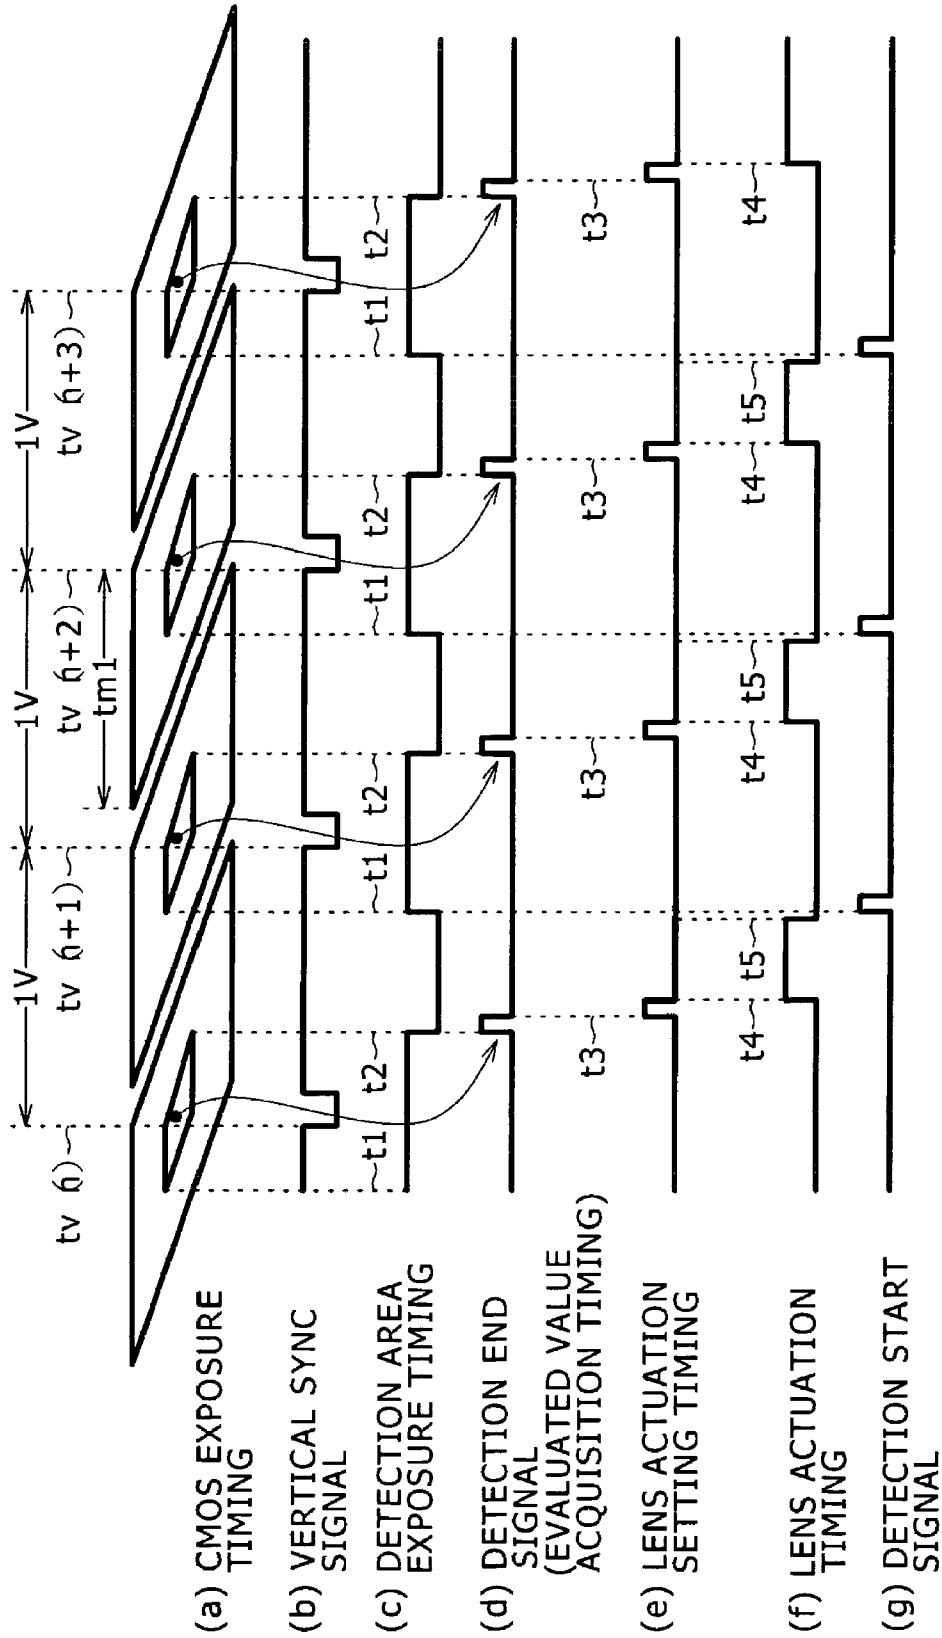 1V 1V 1V
tv (n) tv (n+1) tv (n+2) tv (n+3)
tm1
(a) CMOS EXPOSURE
TIMING
(b) VERTICAL SYNC
SIGNAL
t1 t2 t1 t2 t1 t2 t1 t2
(c) DETECTION AREA
EXPOSURE TIMING
(d) DETECTION END
SIGNAL
(EVALUATED VALUE
ACQUISITION TIMING)
t3 t3 t3 t3
(e) LENS ACTUATION
SETTING TIMING
t4 t5 t4 t5 t4 t5 t4
(f) LENS ACTUATION
TIMING
(g) DETECTION START
SIGNAL